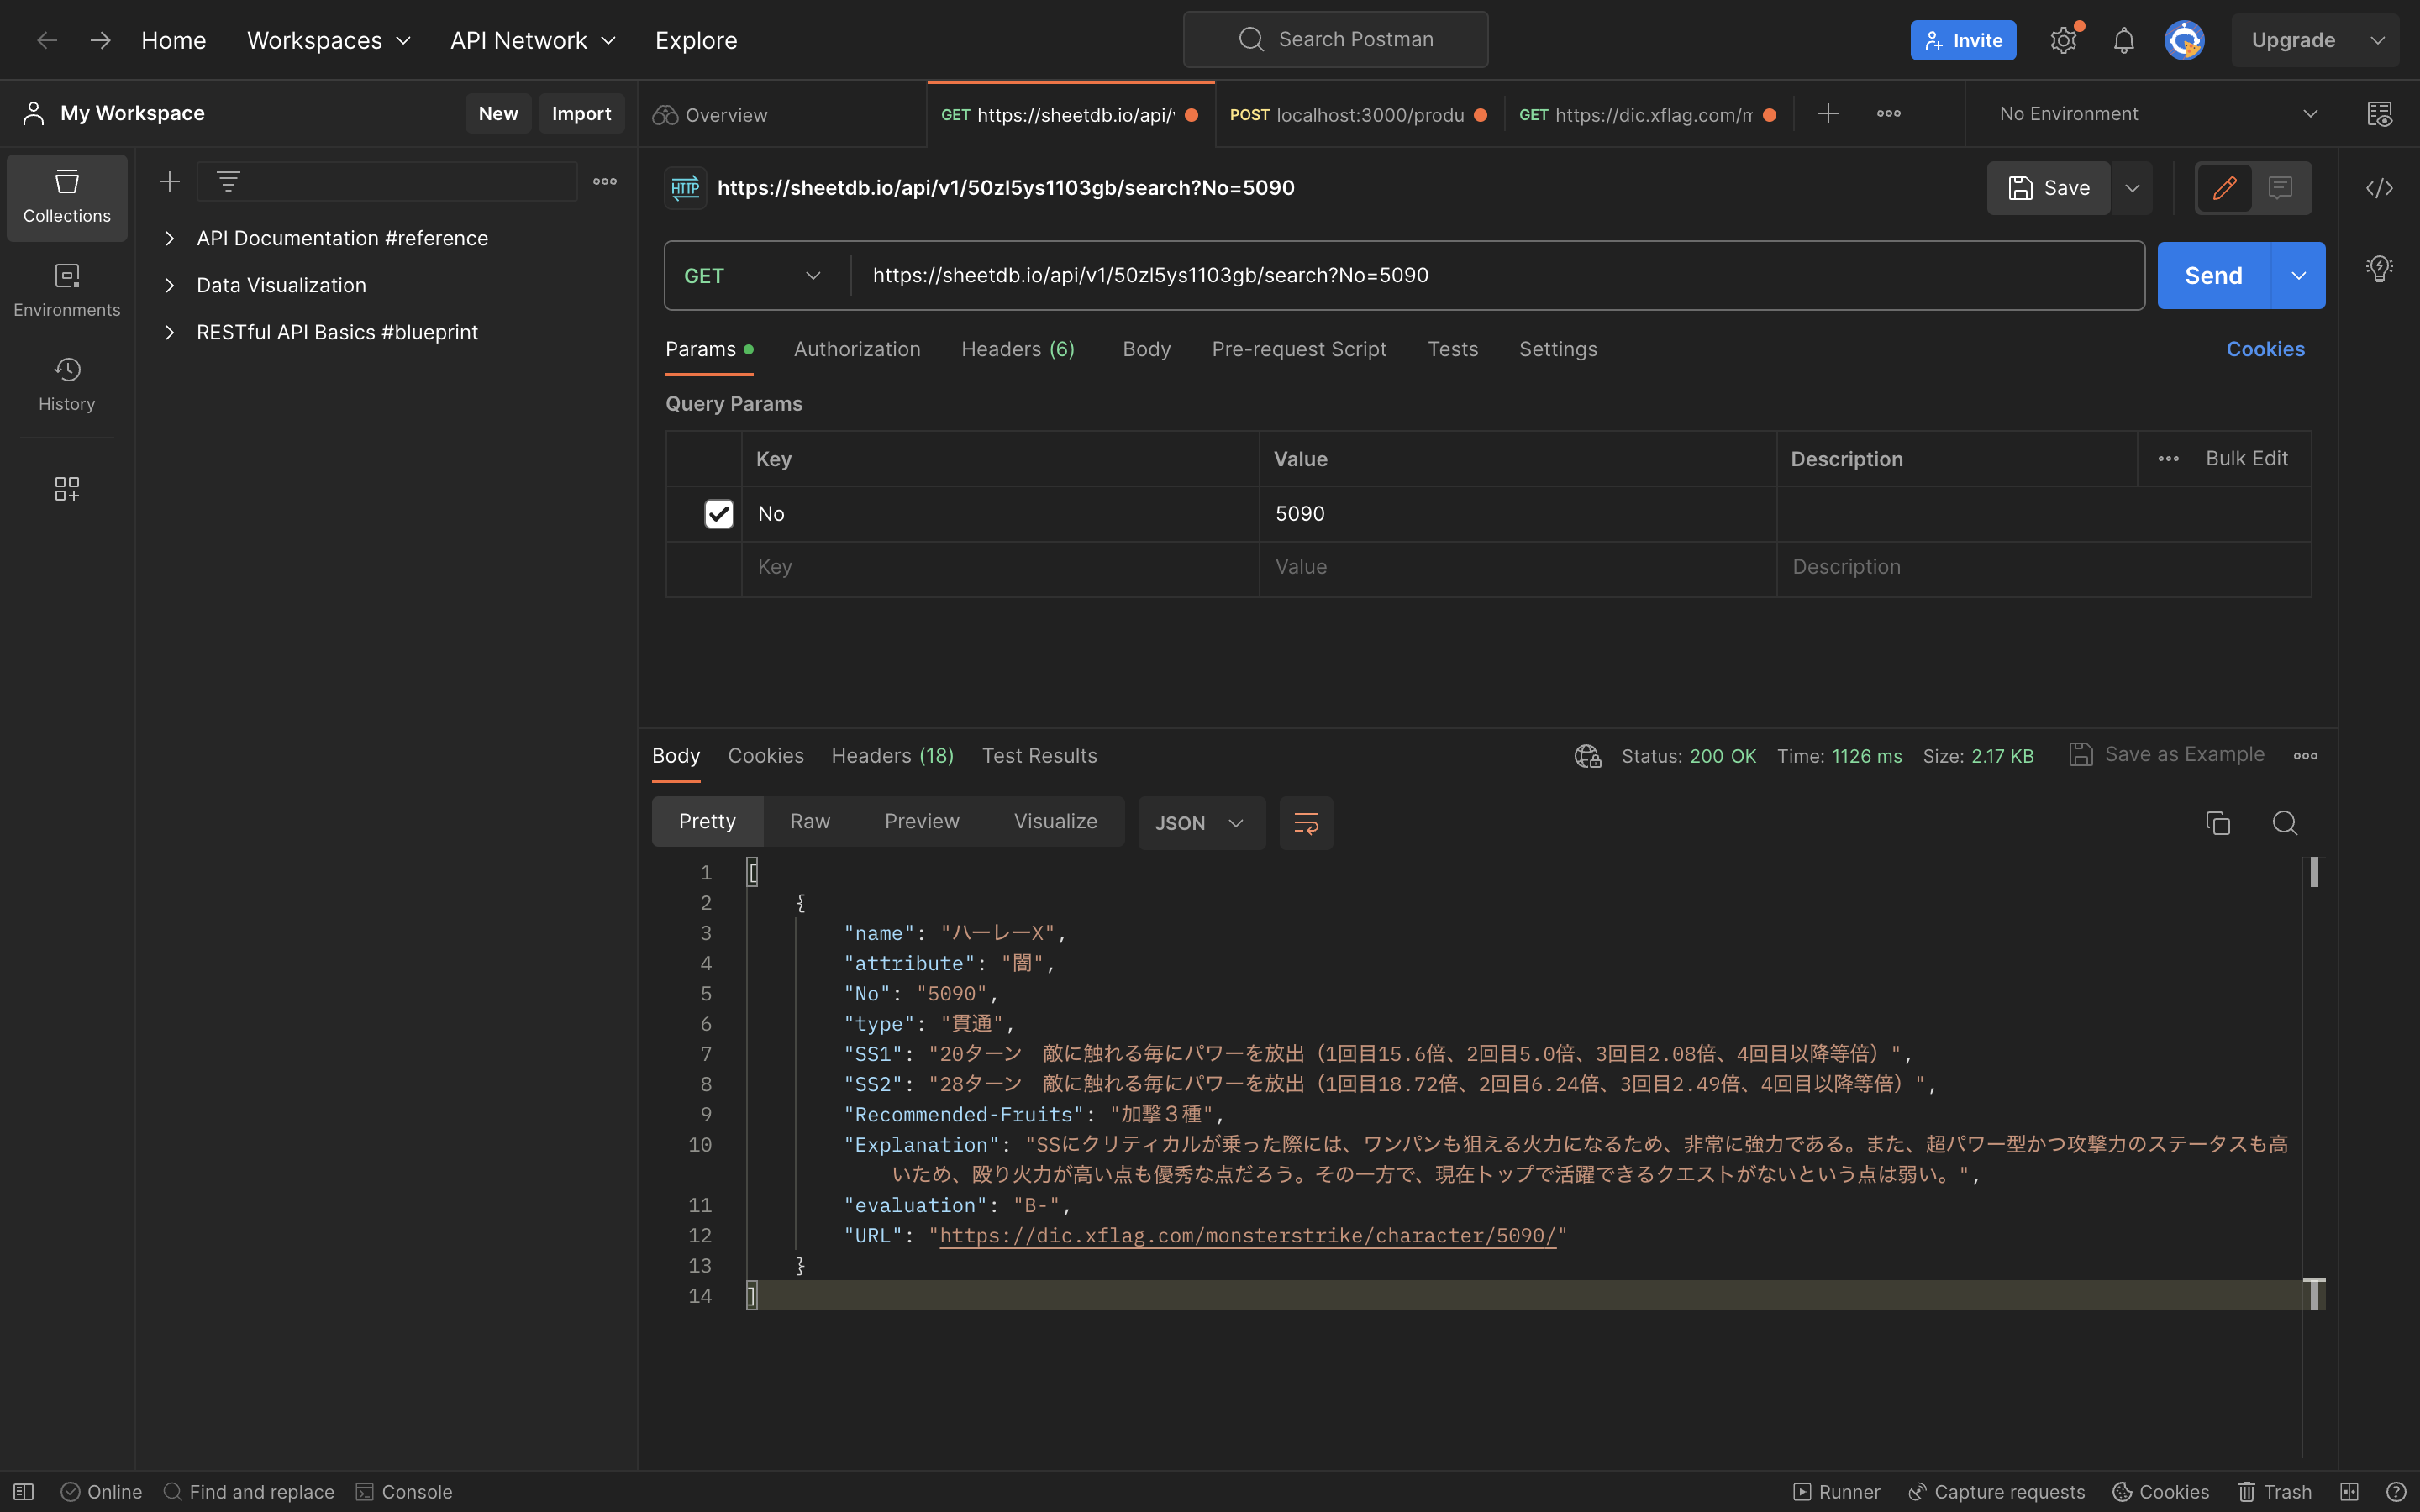 Home
Workspaces
API Network
Explore
Search Postman
Invite
Upgrade
My Workspace
New
Import
Overview
GET https://sheetdb.io/api/
POST localhost:3000/produ
GET https://dic.xflag.com/m
No Environment
Collections
Environments
History
API Documentation #reference
Data Visualization
RESTful API Basics #blueprint
HTTP
https://sheetdb.io/api/v1/50zl5ys1103gb/search?No=5090
Save
GET
https://sheetdb.io/api/v1/50zl5ys1103gb/search?No=5090
Send
Params
Authorization
Headers (6)
Body
Pre-request Script
Tests
Settings
Cookies
Query Params
Key
Value
Description
Bulk Edit
No
5090
Key
Value
Description
Body
Cookies
Headers (18)
Test Results
Status: 200 OK
Time: 1126 ms
Size: 2.17 KB
Save as Example
Pretty
Raw
Preview
Visualize
JSON
1 [
2 {
3 "name": "ハーレーX",
4 "attribute": "闇",
5 "No": "5090",
6 "type": "貫通",
7 "SS1": "20ターン　敵に触れる毎にパワーを放出（1回目15.6倍、2回目5.0倍、3回目2.08倍、4回目以降等倍）",
8 "SS2": "28ターン　敵に触れる毎にパワーを放出（1回目18.72倍、2回目6.24倍、3回目2.49倍、4回目以降等倍）",
9 "Recommended-Fruits": "加撃３種",
10 "Explanation": "SSにクリティカルが乗った際には、ワンパンも狙える火力になるため、非常に強力である。また、超パワー型かつ攻撃力のステータスも高
いため、殴り火力が高い点も優秀な点だろう。その一方で、現在トップで活躍できるクエストがないという点は弱い。",
11 "evaluation": "B-",
12 "URL": "https://dic.xflag.com/monsterstrike/character/5090/"
13 }
14 ]
Online
Find and replace
Console
Runner
Capture requests
Cookies
Trash